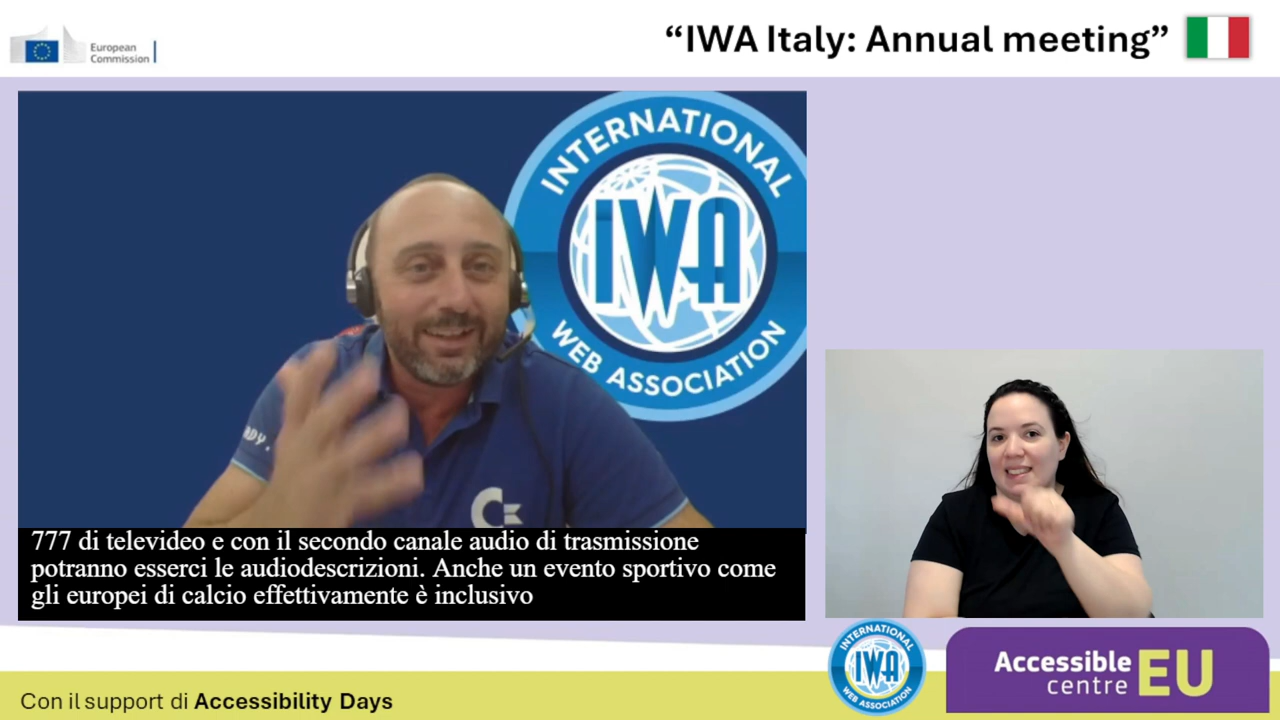 European
Commission
“IWA Italy: Annual meeting”
INTERNATIONAL
IWA
WEB ASSOCIATION
777 di televideo e con il secondo canale audio di trasmissione
potranno esserci le audiodescrizioni. Anche un evento sportivo come
gli europei di calcio effettivamente è inclusivo
INTERNATIONAL
IWA
WEB ASSOCIATION
Accessible
centre
EU
Con il support di Accessibility Days